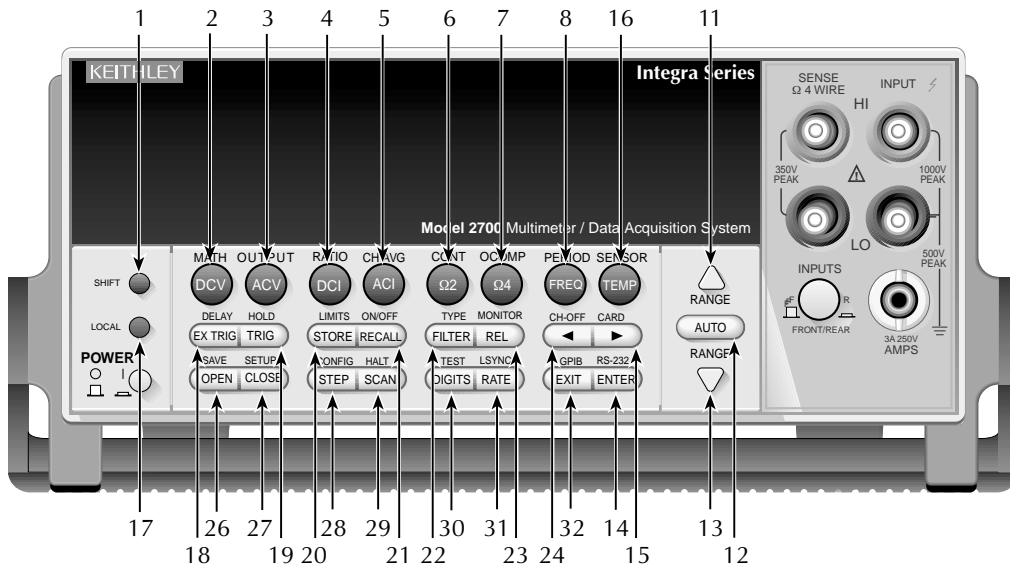 1 2 3 4 5 6 7 8 16 11
KEITHLEY
Integra Series
SENSE
Ω 4 WIRE
INPUT
HI
350V
PEAK
1000V
PEAK
Model 2700 Multimeter / Data Acquisition System
LO
500V
PEAK
INPUTS
F R
FRONT/REAR
3A 250V
AMPS
MATH OUTPUT RATIO CH AVG CONT OCOMP PERIOD SENSOR
SHIFT
DCV ACV DCI ACI Ω2 Ω4 FREQ TEMP
RANGE
DELAY HOLD LIMITS ON/OFF TYPE MONITOR CH-OFF CARD
LOCAL
EX TRIG TRIG STORE RECALL FILTER REL
AUTO
POWER
SAVE SETUP CONFIG HALT TEST LSYNC GPIB RS-232
RANGE
OPEN CLOSE STEP SCAN DIGITS RATE EXIT ENTER
17 26 27 28 29 30 31 32 14 13
18 19 20 21 22 23 24 15 12